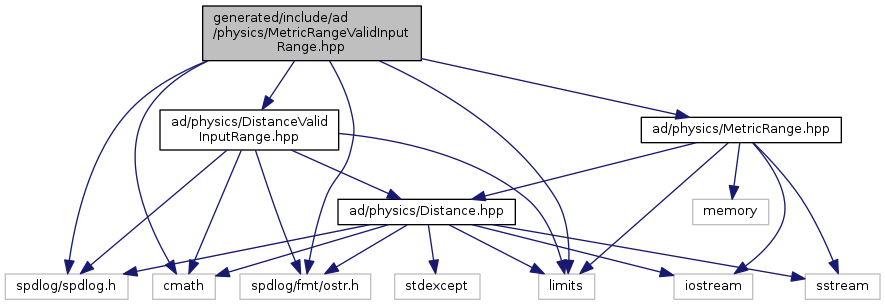 generated/include/ad
/physics/MetricRangeValidInput
Range.hpp
ad/physics/DistanceValid
InputRange.hpp
ad/physics/MetricRange.hpp
ad/physics/Distance.hpp
memory
spdlog/spdlog.h
cmath
spdlog/fmt/ostr.h
stdexcept
limits
iostream
sstream